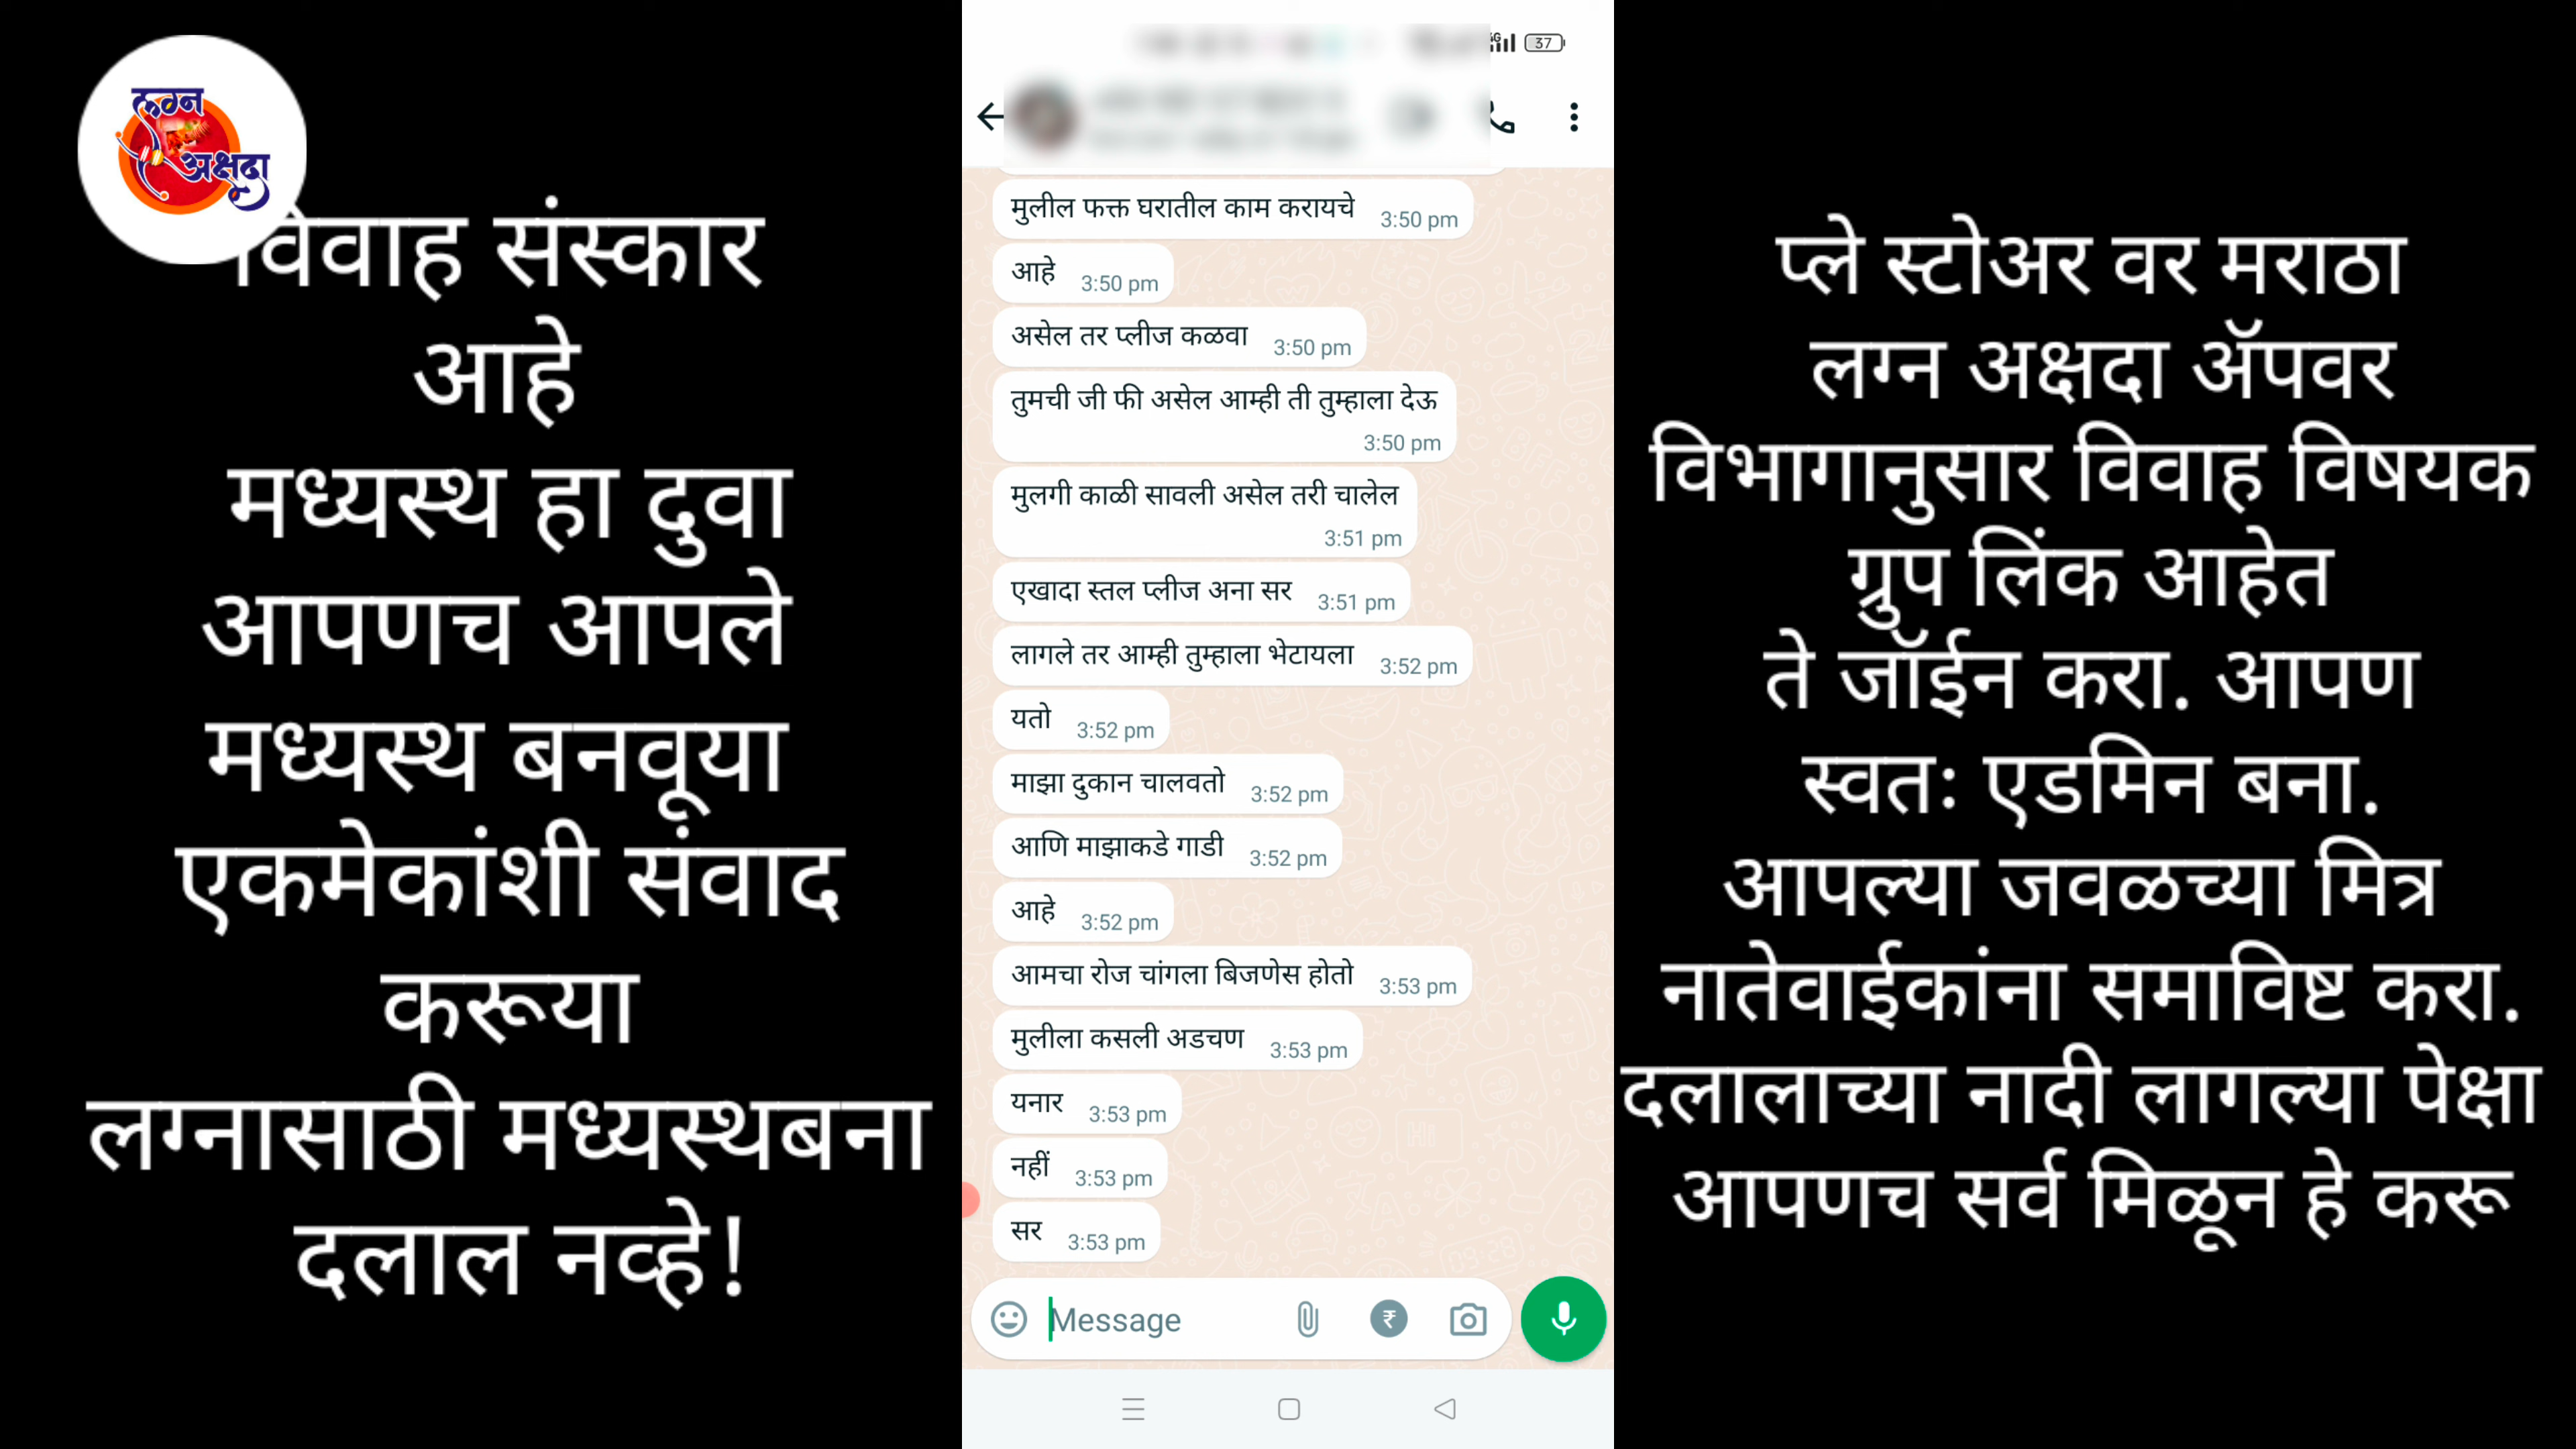 लग्न
अक्षदा
विवाह संस्कार
आहे
मध्यस्थ हा दुवा
आपणच आपले
मध्यस्थ बनवूया
एकमेकांशी संवाद
करूया
लग्नासाठी मध्यस्थबना
दलाल नव्हे!
4G 37
मुलील फक्त घरातील काम करायचे 3:50 pm
आहे 3:50 pm
असेल तर प्लीज कळवा 3:50 pm
तुमची जी फी असेल आम्ही ती तुम्हाला देऊ
3:50 pm
मुलगी काळी सावली असेल तरी चालेल
3:51 pm
एखादा स्तल प्लीज अना सर 3:51 pm
लागले तर आम्ही तुम्हाला भेटायला 3:52 pm
यतो 3:52 pm
माझा दुकान चालवतो 3:52 pm
आणि माझाकडे गाडी 3:52 pm
आहे 3:52 pm
आमचा रोज चांगला बिजणेस होतो 3:53 pm
मुलीला कसली अडचण 3:53 pm
यनार 3:53 pm
नहीं 3:53 pm
सर 3:53 pm
Message ₹
प्ले स्टोअर वर मराठा
लग्न अक्षदा ॲपवर
विभागानुसार विवाह विषयक
ग्रुप लिंक आहेत
ते जॉईन करा. आपण
स्वतः एडमिन बना.
आपल्या जवळच्या मित्र
नातेवाईकांना समाविष्ट करा.
दलालाच्या नादी लागल्या पेक्षा
आपणच सर्व मिळून हे करू